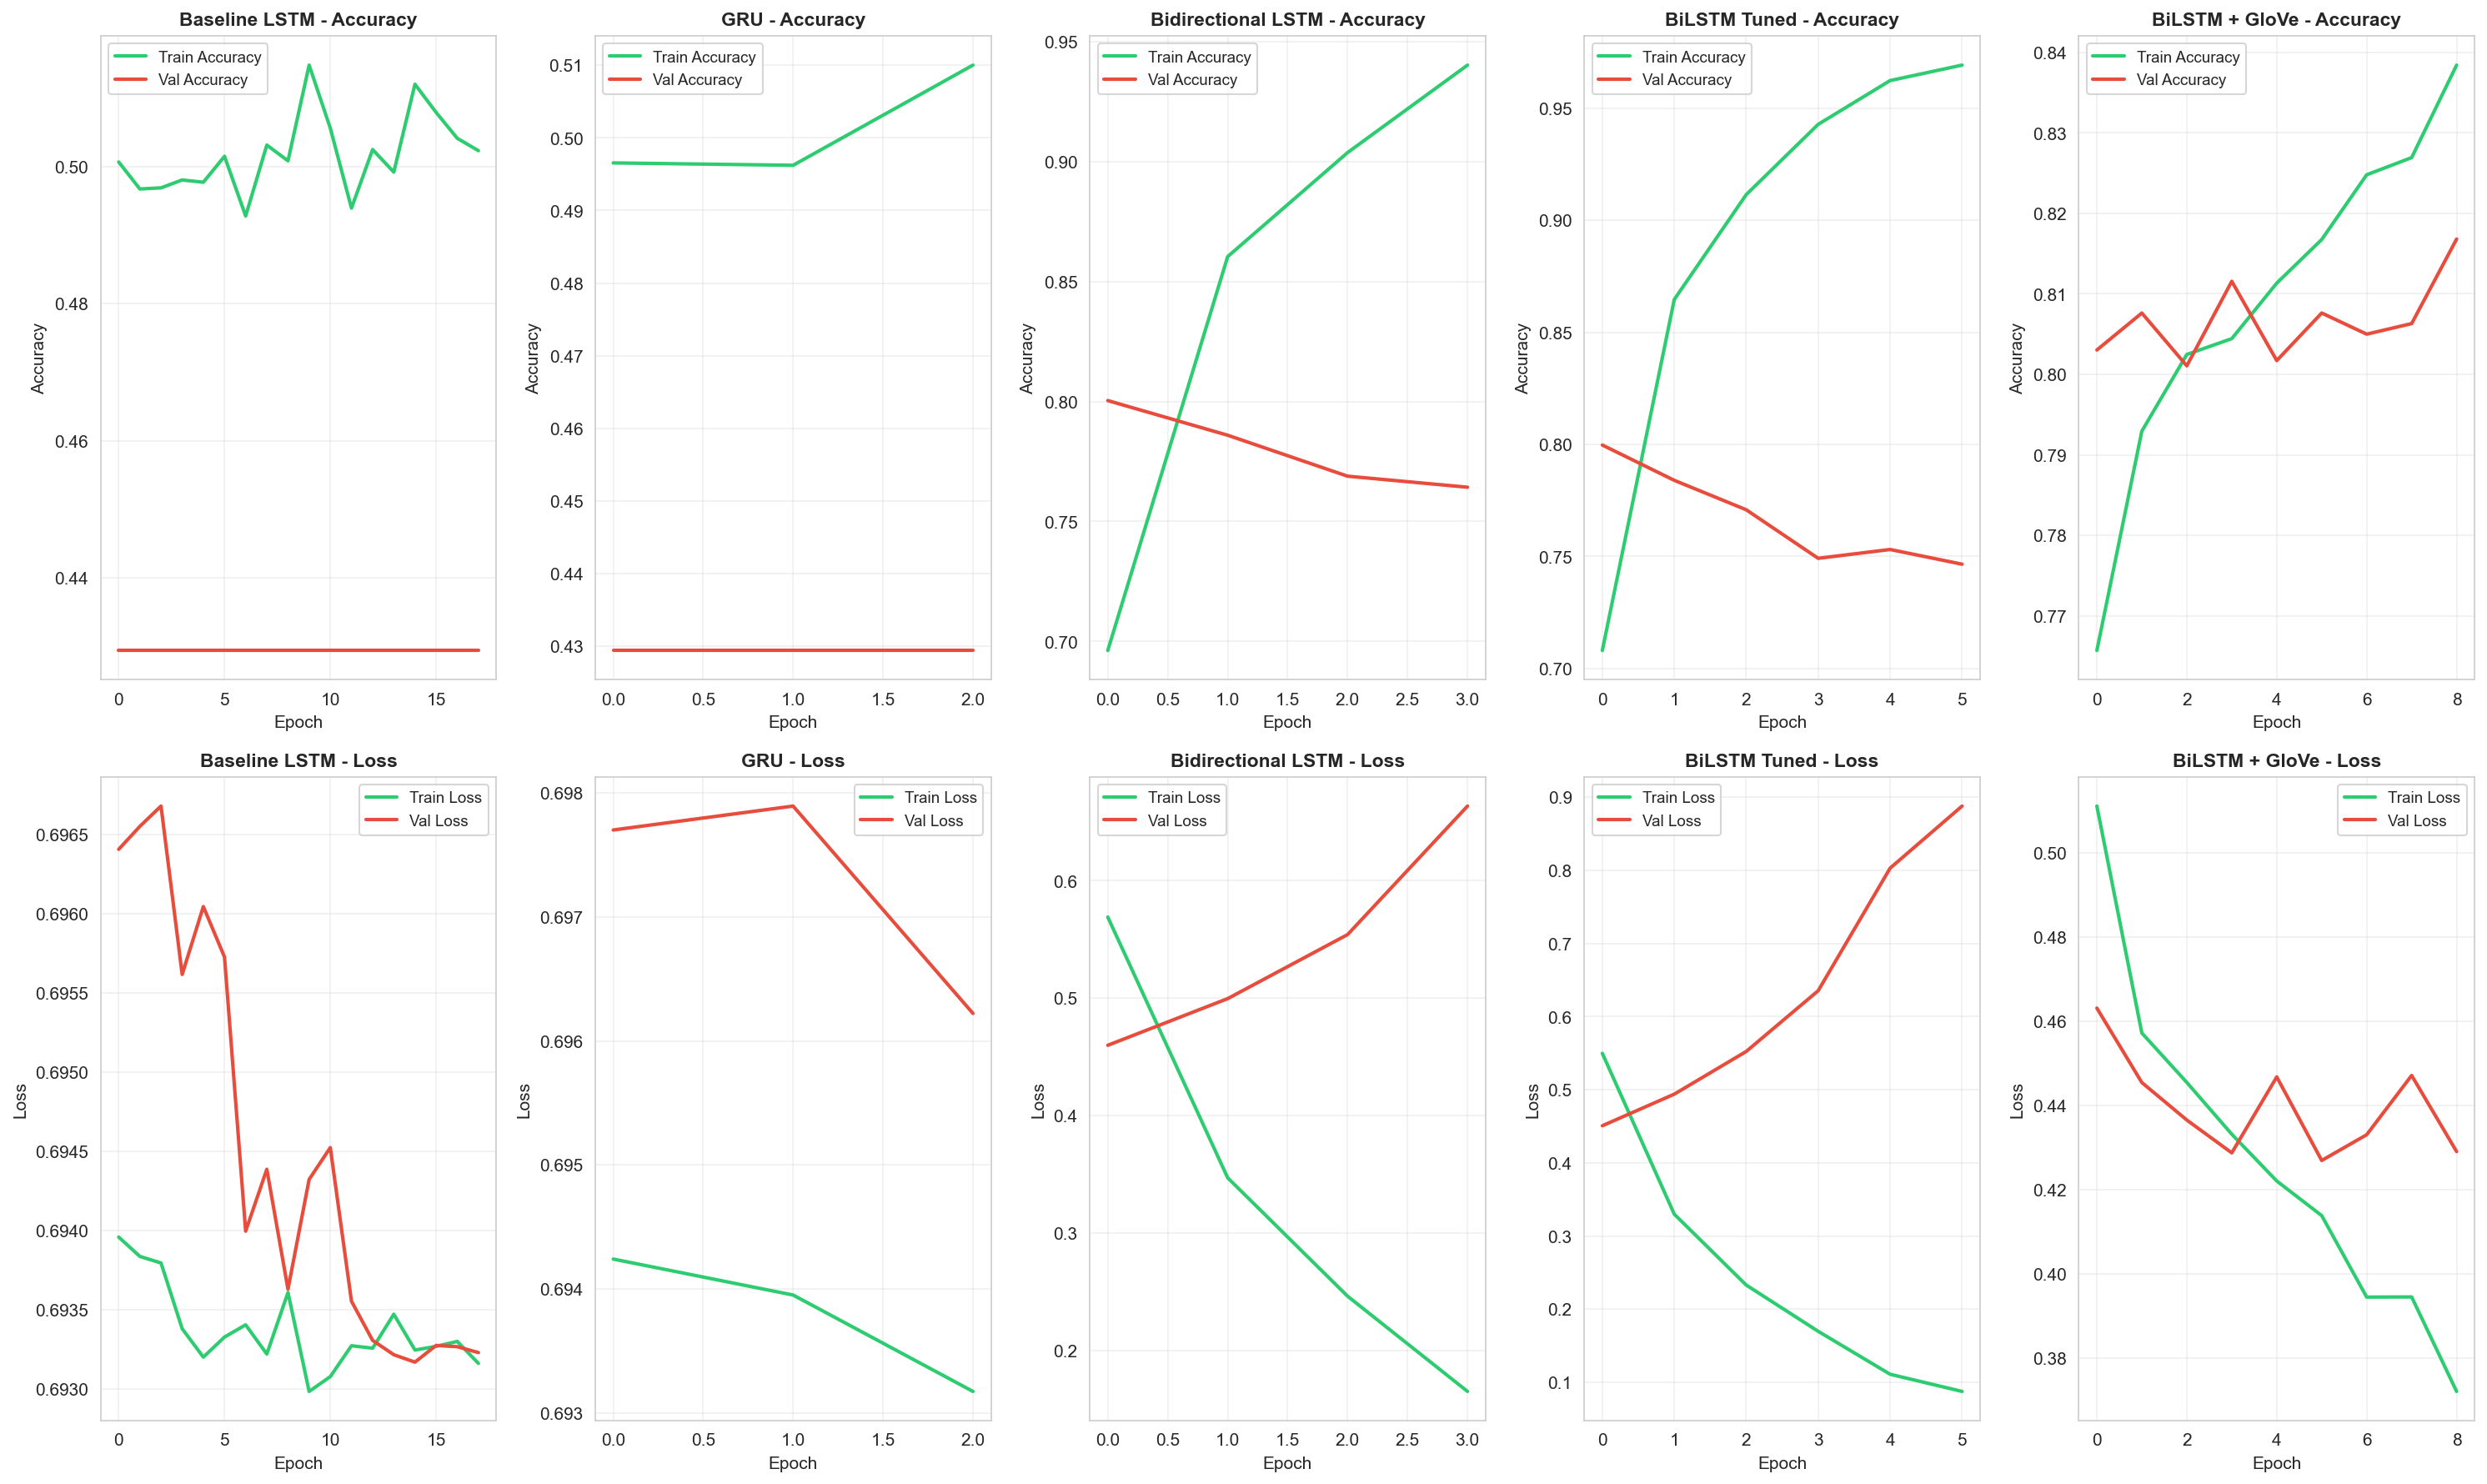 Baseline LSTM - Accuracy
Train Accuracy
Val Accuracy
0.50
0.48
0.46
0.44
Accuracy
0
5
10
15
Epoch
GRU - Accuracy
Train Accuracy
Val Accuracy
0.51
0.50
0.49
0.48
0.47
0.46
0.45
0.44
0.43
Accuracy
0.0
0.5
1.0
1.5
2.0
Epoch
Bidirectional LSTM - Accuracy
Train Accuracy
Val Accuracy
0.95
0.90
0.85
0.80
0.75
0.70
Accuracy
0.0
0.5
1.0
1.5
2.0
2.5
3.0
Epoch
BiLSTM Tuned - Accuracy
Train Accuracy
Val Accuracy
0.95
0.90
0.85
0.80
0.75
0.70
Accuracy
0
1
2
3
4
5
Epoch
BiLSTM + GloVe - Accuracy
Train Accuracy
Val Accuracy
0.84
0.83
0.82
0.81
0.80
0.79
0.78
0.77
Accuracy
0
2
4
6
8
Epoch
Baseline LSTM - Loss
Train Loss
Val Loss
0.6965
0.6960
0.6955
0.6950
0.6945
0.6940
0.6935
0.6930
Loss
0
5
10
15
Epoch
GRU - Loss
Train Loss
Val Loss
0.698
0.697
0.696
0.695
0.694
0.693
Loss
0.0
0.5
1.0
1.5
2.0
Epoch
Bidirectional LSTM - Loss
Train Loss
Val Loss
0.6
0.5
0.4
0.3
0.2
Loss
0.0
0.5
1.0
1.5
2.0
2.5
3.0
Epoch
BiLSTM Tuned - Loss
Train Loss
Val Loss
0.9
0.8
0.7
0.6
0.5
0.4
0.3
0.2
0.1
Loss
0
1
2
3
4
5
Epoch
BiLSTM + GloVe - Loss
Train Loss
Val Loss
0.50
0.48
0.46
0.44
0.42
0.40
0.38
Loss
0
2
4
6
8
Epoch